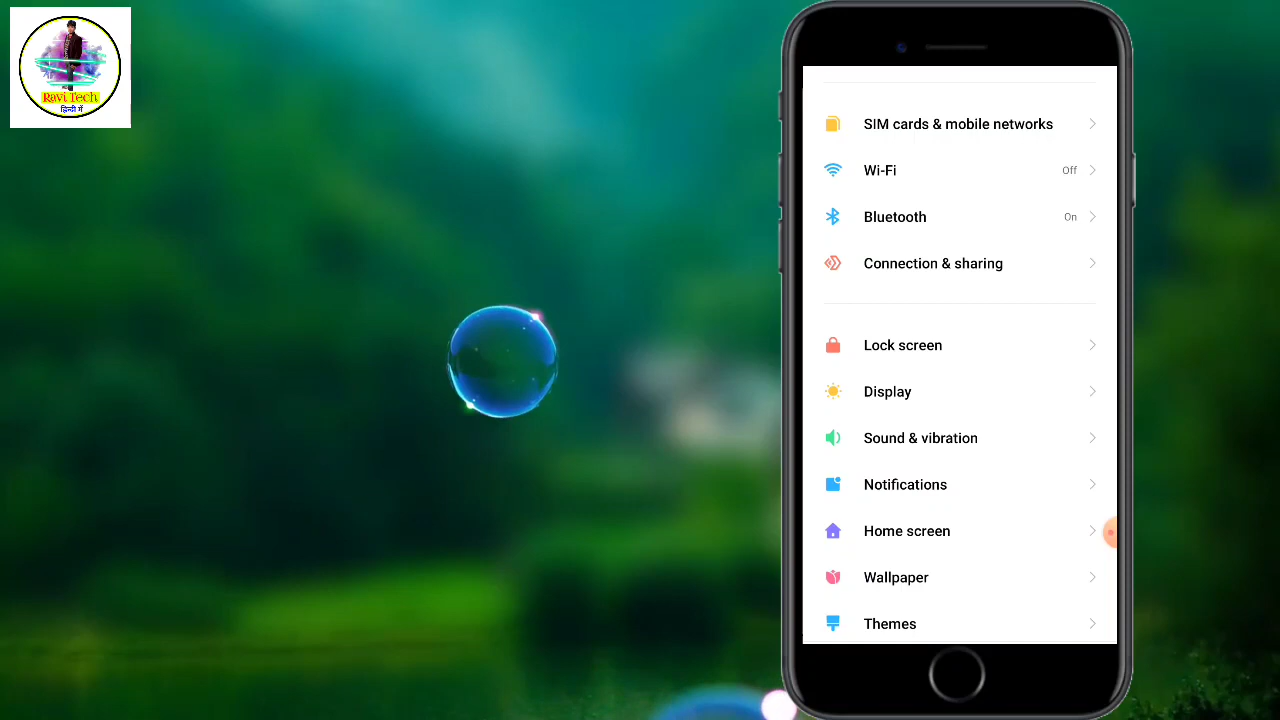 Ravi Tech
हिन्दी में
SIM cards & mobile networks
Wi-Fi Off
Bluetooth On
Connection & sharing
Lock screen
Display
Sound & vibration
Notifications
Home screen
Wallpaper
Themes